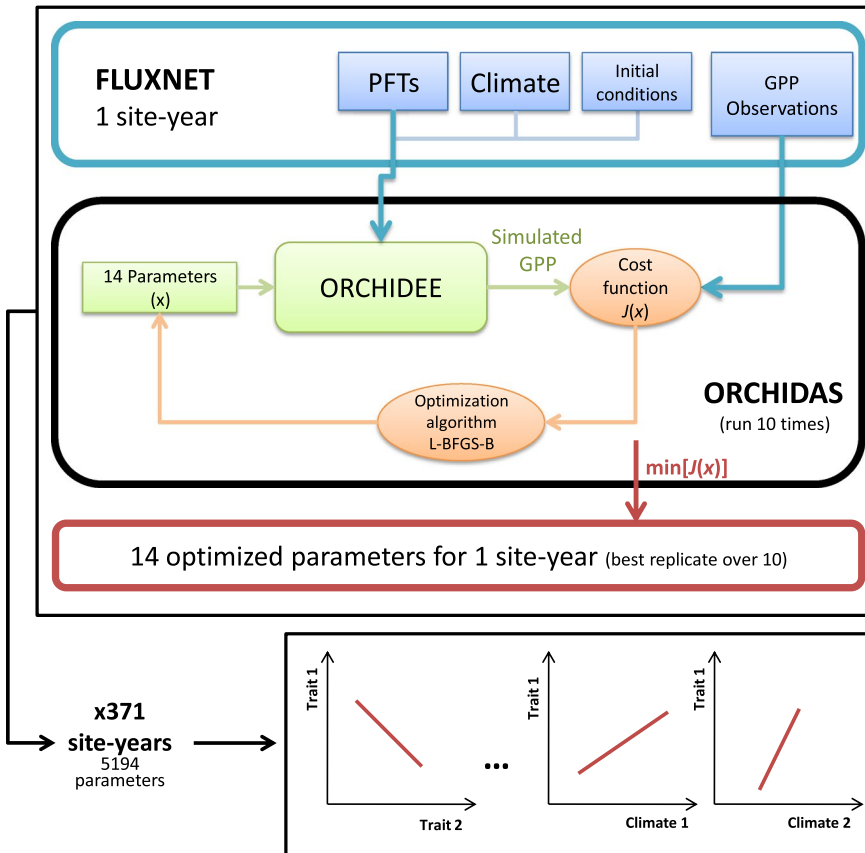 FLUXNET
1 site-year
PFTs
Climate
Initial
conditions
GPP
Observations
14 Parameters
(x)
ORCHIDEE
Simulated
GPP
Cost
function
J(x)
Optimization
algorithm
L-BFGS-B
ORCHIDAS
(run 10 times)
min[J(x)]
14 optimized parameters for 1 site-year (best replicate over 10)
x371
site-years
5194
parameters
Trait 1
Trait 2
...
Trait 1
Climate 1
Trait 1
Climate 2